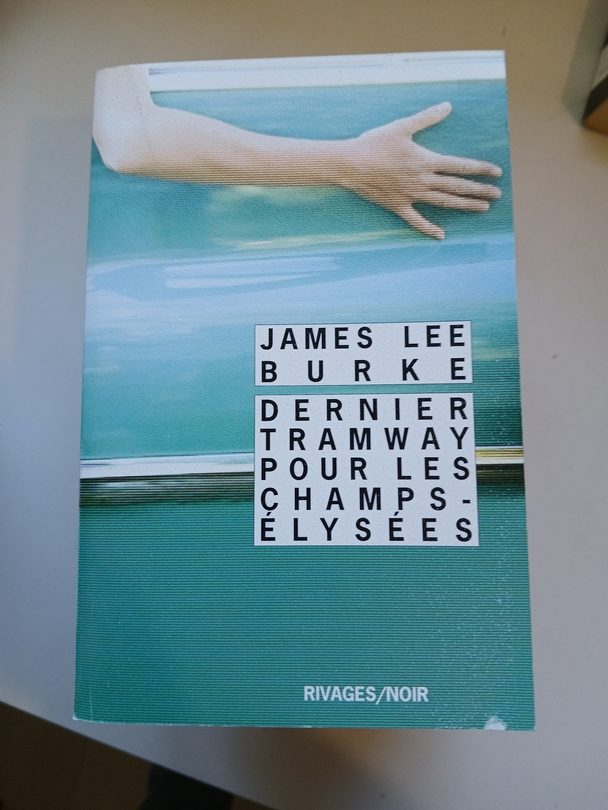 JAMES LEE
BURKE
DERNIER
TRAMWAY
POUR LES
CHAMPS-
ÉLYSÉES
RIVAGES/NOIR